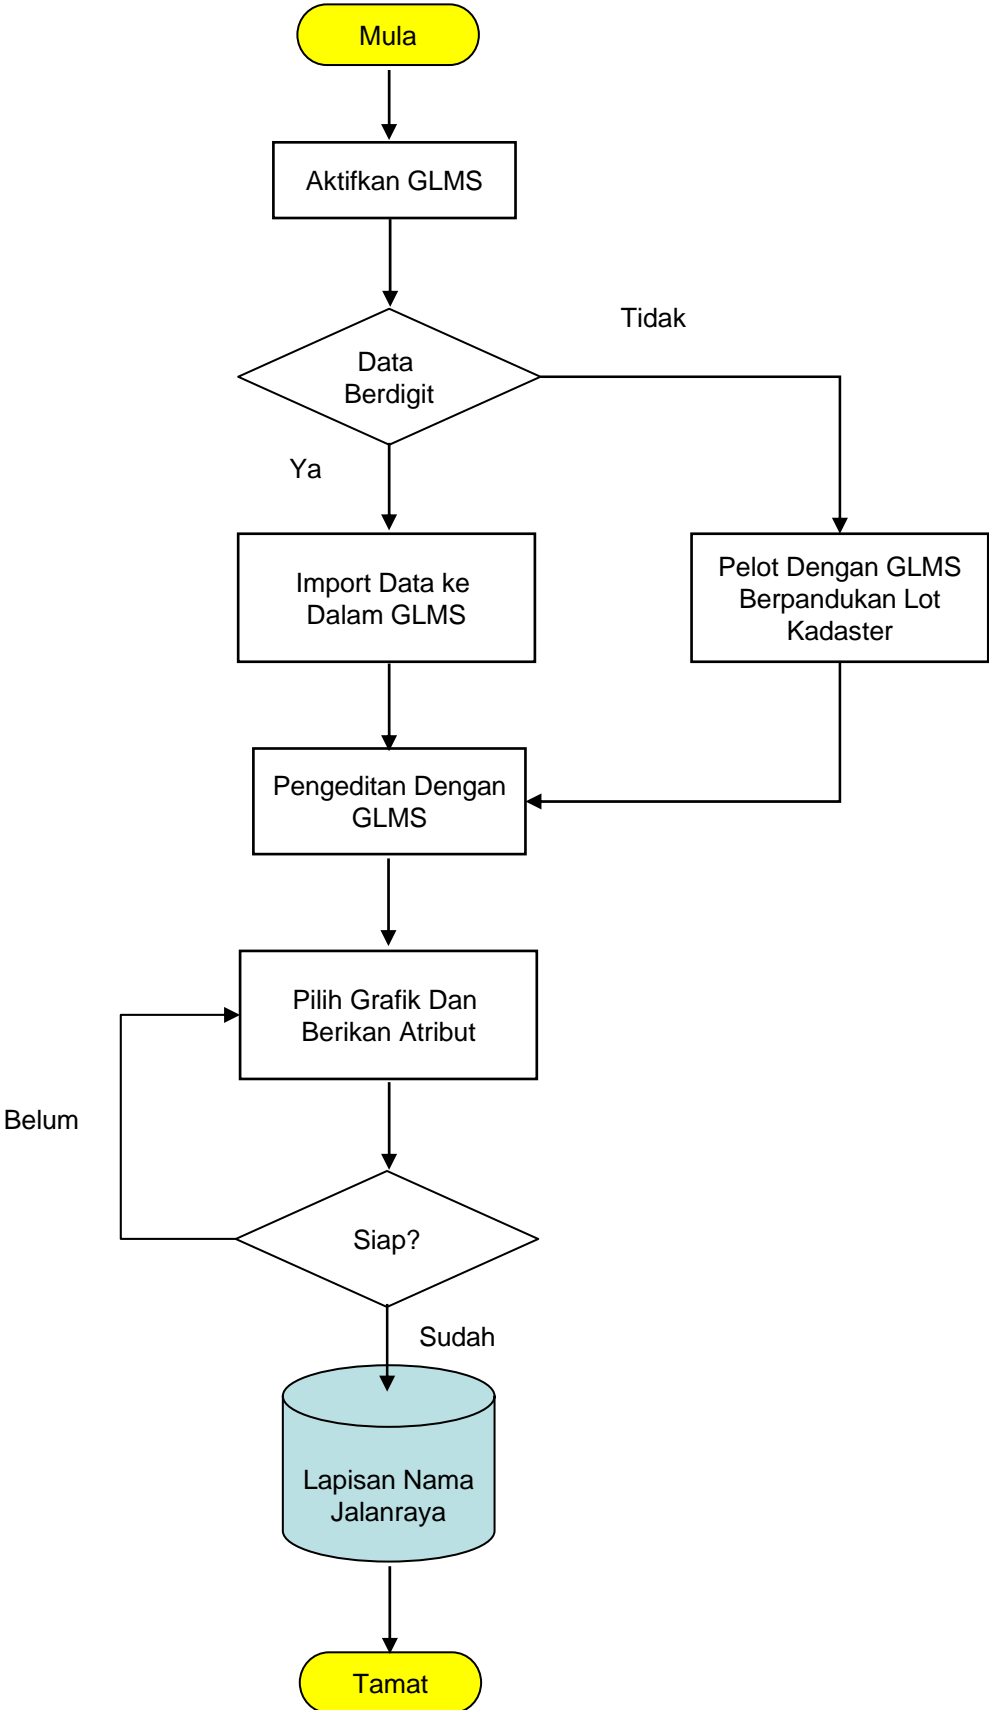 Mula
Aktifkan GLMS
Tidak
Data
Berdigit
Ya
Import Data ke
Dalam GLMS
Pelot Dengan GLMS
Berpandukan Lot
Kadaster
Pengeditan Dengan
GLMS
Pilih Grafik Dan
Berikan Atribut
Belum
Siap?
Sudah
Lapisan Nama
Jalanraya
Tamat